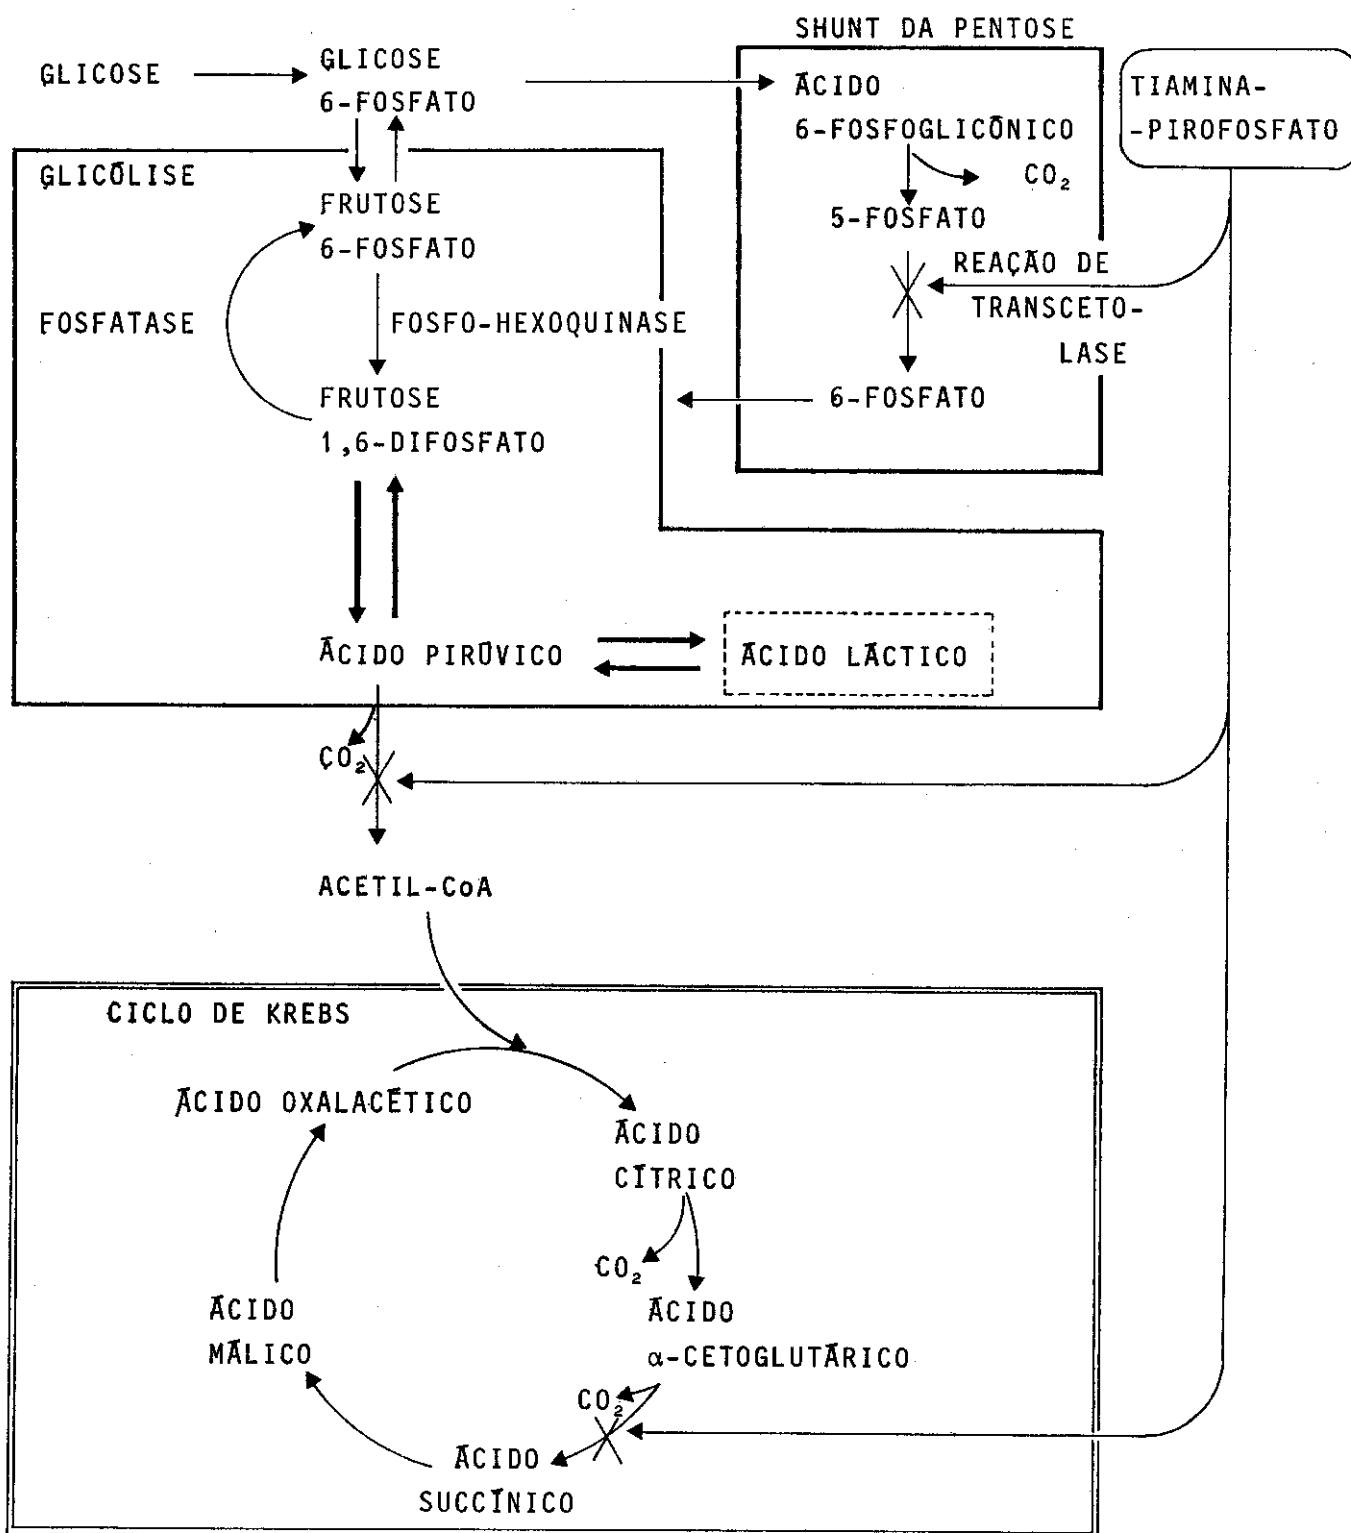 SHUNT DA PENTOSE
GLICOSE
GLICOSE
6-FOSFATO
ÁCIDO
6-FOSFOGLICÔNICO
CO₂
5-FOSFATO
REAÇÃO DE
TRANSCETO-
LASE
6-FOSFATO
TIAMINA-
-PIROFOSFATO
GLICÓLISE
FRUTOSE
6-FOSFATO
FOSFATASE
FOSFO-HEXOQUINASE
FRUTOSE
1,6-DIFOSFATO
ÁCIDO PIRÚVICO
ÁCIDO LÁCTICO
CO₂
ACETIL-CoA
CICLO DE KREBS
ÁCIDO OXALACÉTICO
ÁCIDO
CÍTRICO
CO₂
ÁCIDO
α-CETOGLUTÁRICO
CO₂
ÁCIDO
SUCCÍNICO
ÁCIDO
MÁLICO